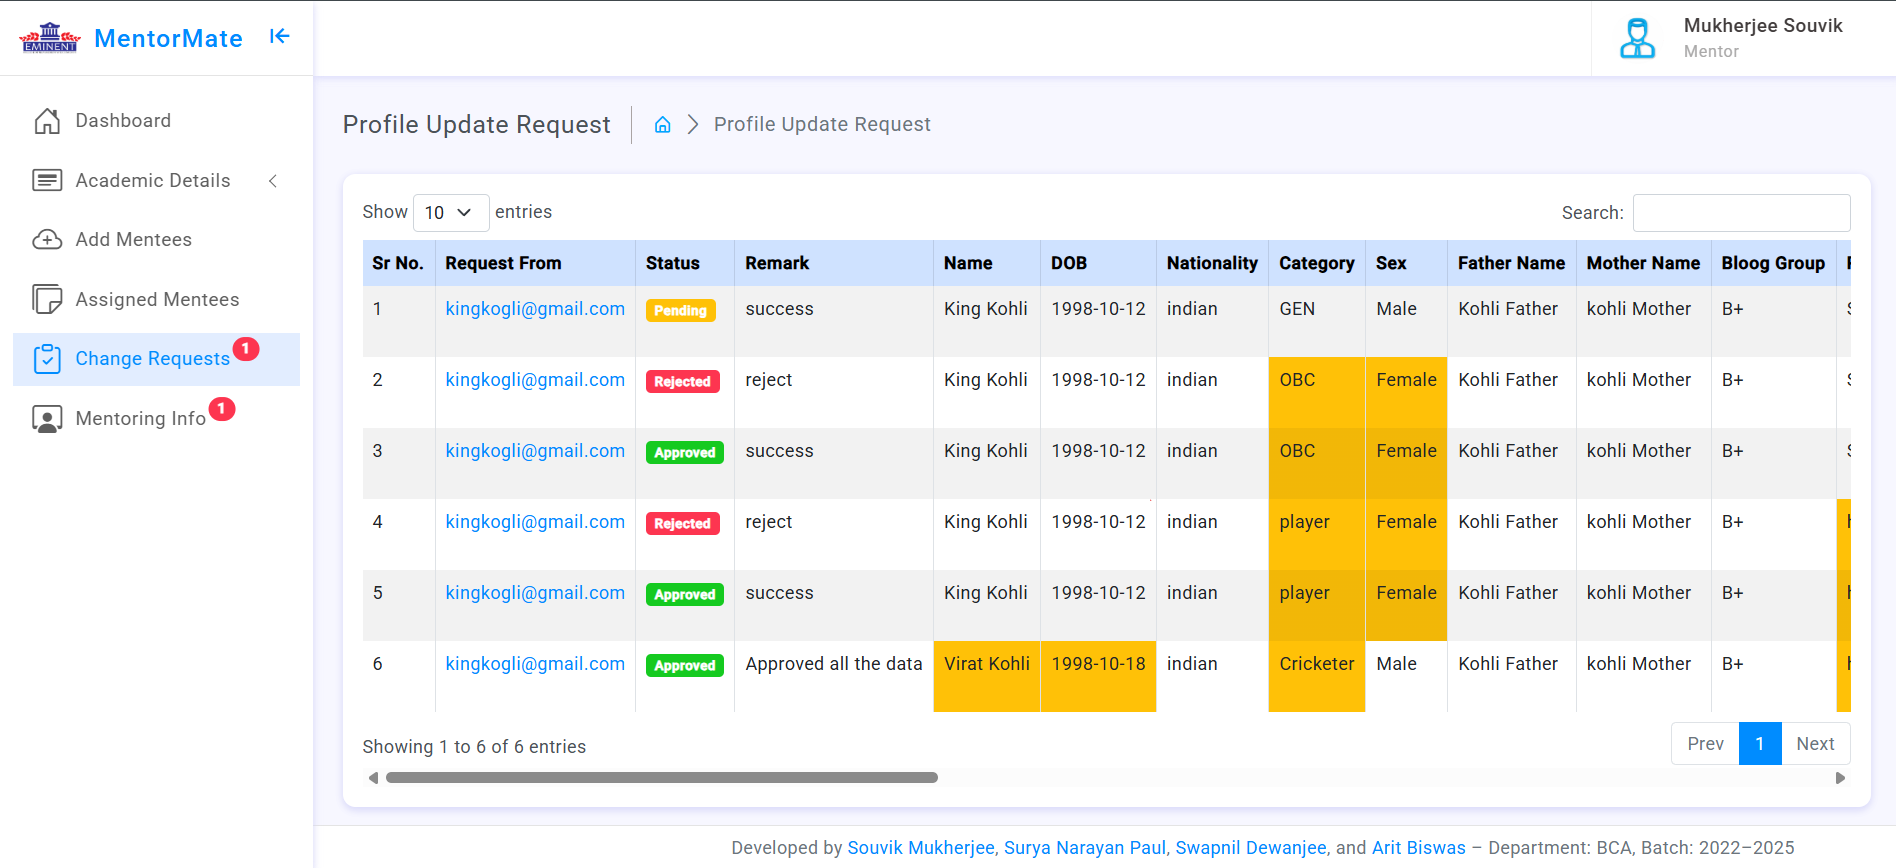 EMINENT
MentorMate
Mukherjee Souvik
Mentor
Dashboard
Academic Details
Add Mentees
Assigned Mentees
Change Requests 1
Mentoring Info 1
Profile Update Request Profile Update Request
Show 10 entries Search:
Sr No. Request From Status Remark Name DOB Nationality Category Sex Father Name Mother Name Bloog Group
1 kingkogli@gmail.com Pending success King Kohli 1998-10-12 indian GEN Male Kohli Father kohli Mother B+
2 kingkogli@gmail.com Rejected reject King Kohli 1998-10-12 indian OBC Female Kohli Father kohli Mother B+
3 kingkogli@gmail.com Approved success King Kohli 1998-10-12 indian OBC Female Kohli Father kohli Mother B+
4 kingkogli@gmail.com Rejected reject King Kohli 1998-10-12 indian player Female Kohli Father kohli Mother B+
5 kingkogli@gmail.com Approved success King Kohli 1998-10-12 indian player Female Kohli Father kohli Mother B+
6 kingkogli@gmail.com Approved Approved all the data Virat Kohli 1998-10-18 indian Cricketer Male Kohli Father kohli Mother B+
Showing 1 to 6 of 6 entries Prev 1 Next
Developed by Souvik Mukherjee, Surya Narayan Paul, Swapnil Dewanjee, and Arit Biswas – Department: BCA, Batch: 2022–2025